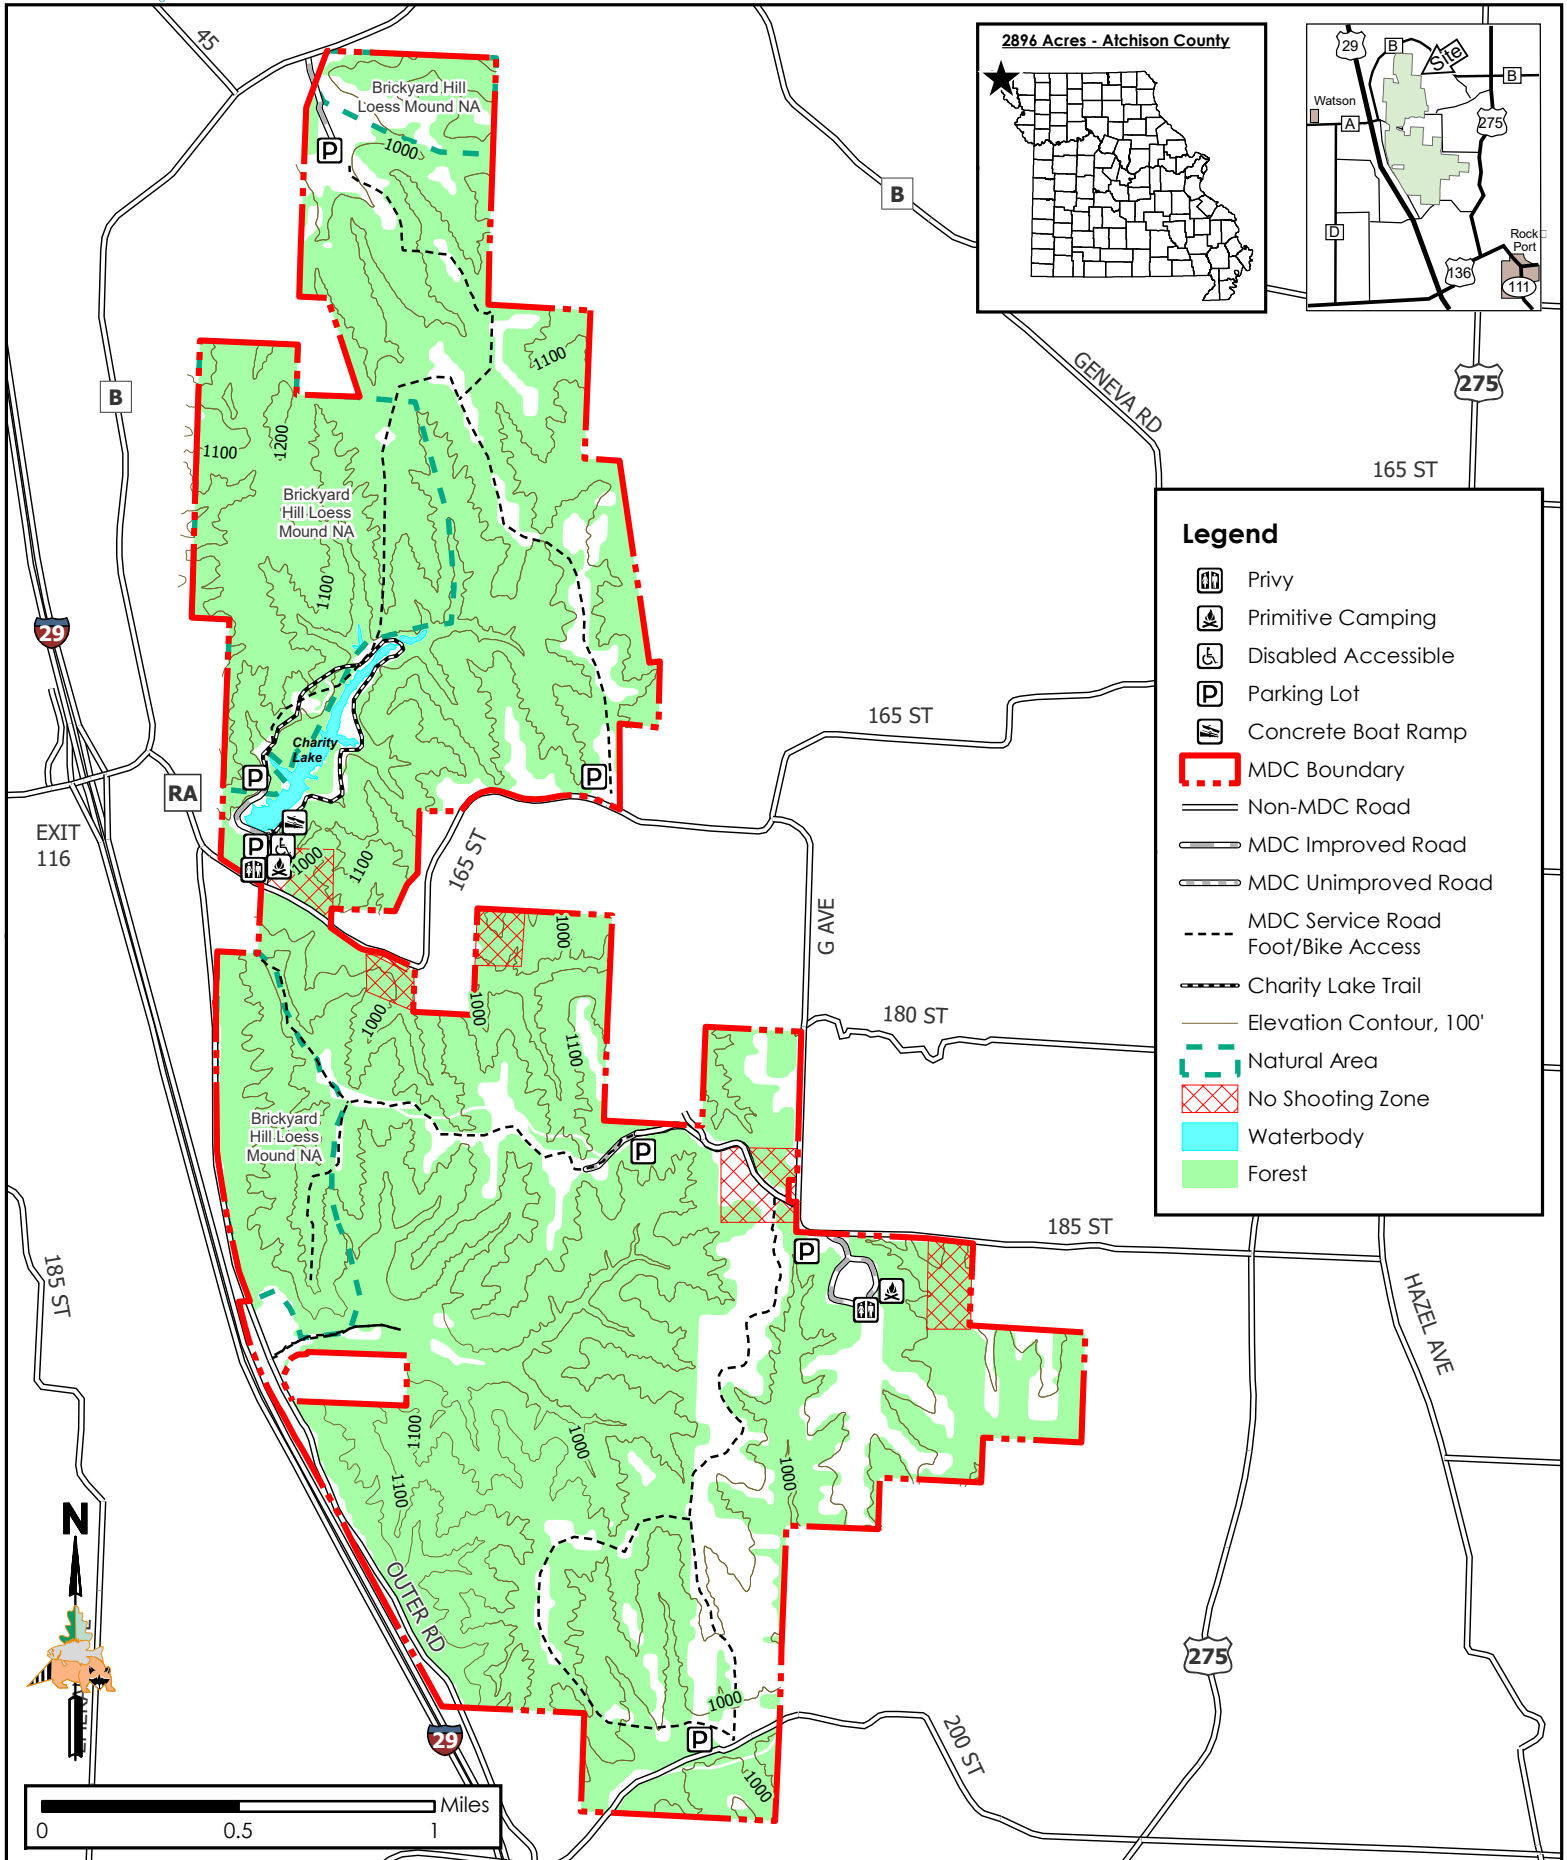 45
Brickyard Hill
Loess Mound NA
1000
P
B
2896 Acres - Atchison County
29
B
Site
B
Watson
A
275
D
Rock
Port
136
111
1100
GENEVA RD
275
B
165 ST
1100
1200
Brickyard
Hill Loess
Mound NA
1100
29
Legend
Privy
Primitive Camping
Disabled Accessible
P
Parking Lot
Concrete Boat Ramp
MDC Boundary
Non-MDC Road
MDC Improved Road
MDC Unimproved Road
MDC Service Road
Foot/Bike Access
Charity Lake Trail
Elevation Contour, 100'
Natural Area
No Shooting Zone
Waterbody
Forest
165 ST
Charity
Lake
P
P
RA
EXIT
116
P
1000
1100
165 ST
G AVE
1000
1000
1000
1100
180 ST
Brickyard
Hill Loess
Mound NA
P
185 ST
P
185 ST
HAZEL AVE
1100
1000
1000
1100
N
OUTER RD
275
1000
P
29
200 ST
1000
Miles
0
0.5
1